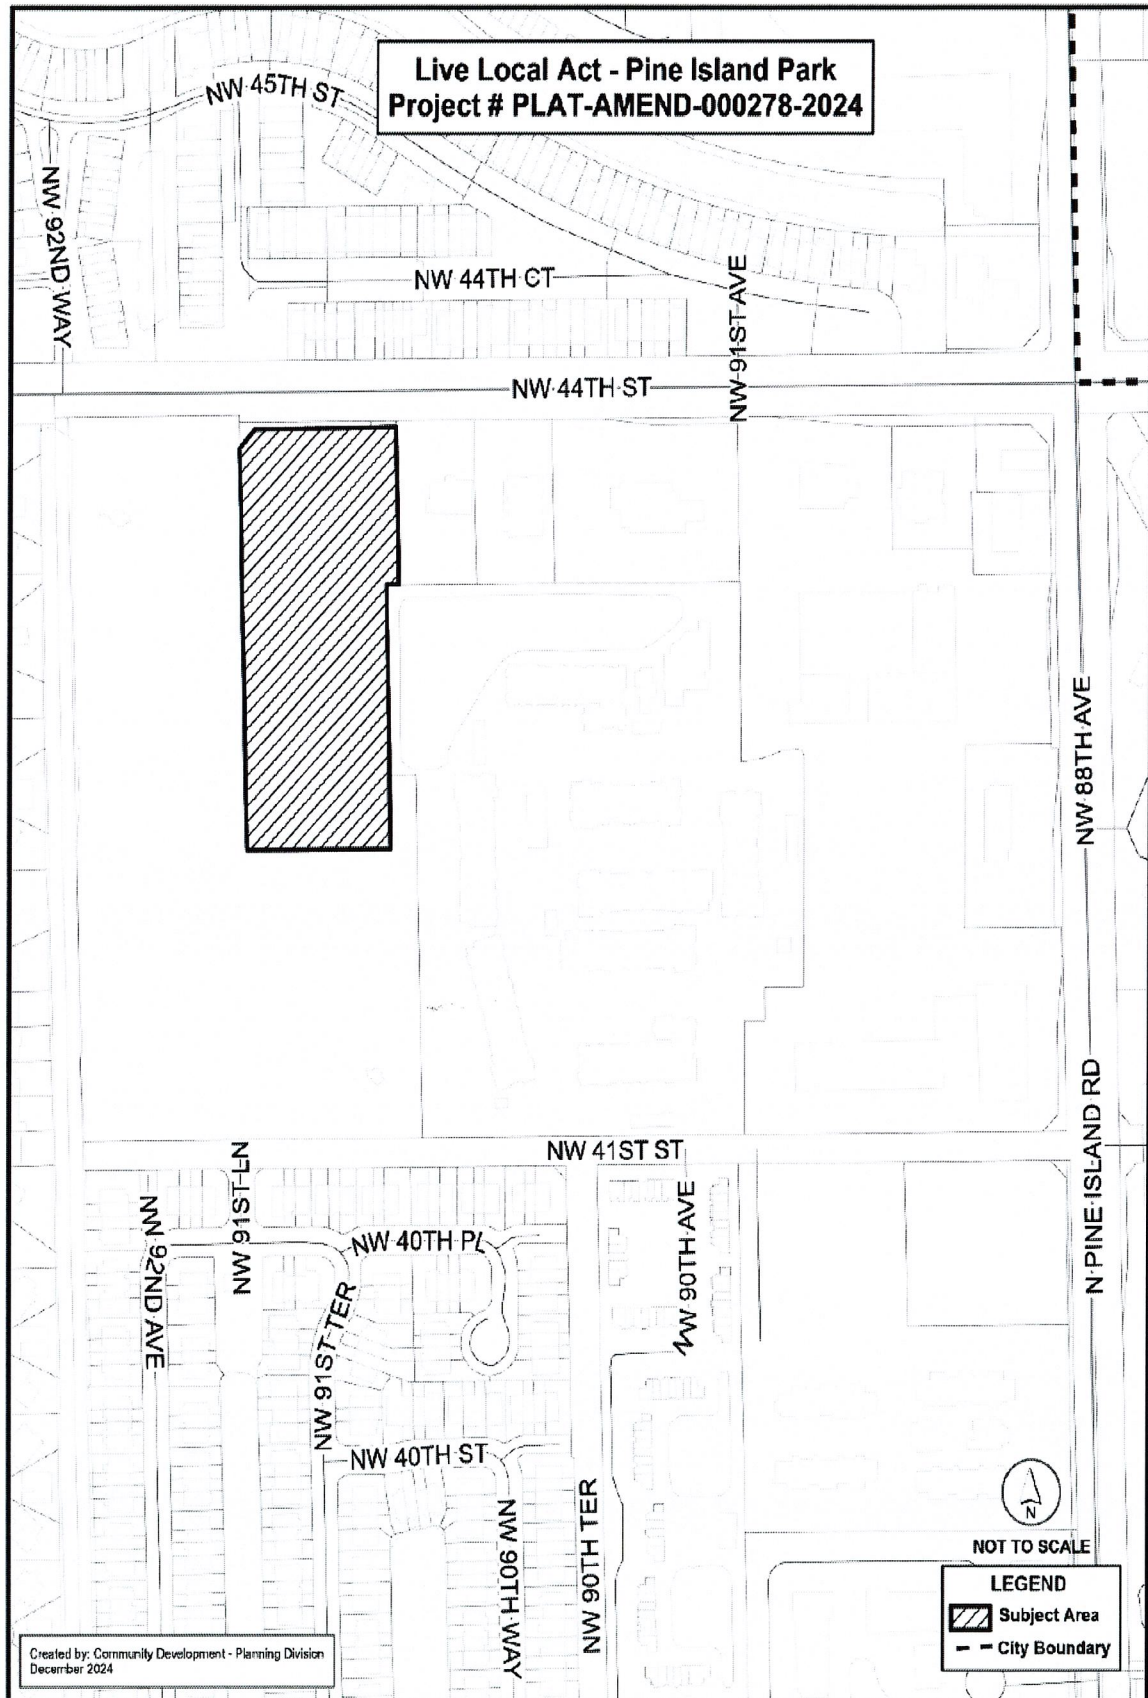 Live Local Act - Pine Island Park
Project # PLAT-AMEND-000278-2024
NW 45TH ST
NW 92ND WAY
NW 44TH CT
NW 91ST AVE
NW 44TH ST
NW 88TH AVE
N PINE ISLAND RD
NW 41ST ST
NW 91ST LN
NW 92ND AVE
NW 40TH PL
NW 90TH AVE
NW 91ST TER
NW 40TH ST
NW 90TH WAY
NW 90TH TER
N
NOT TO SCALE
LEGEND
Subject Area
City Boundary
Created by: Community Development - Planning Division
December 2024